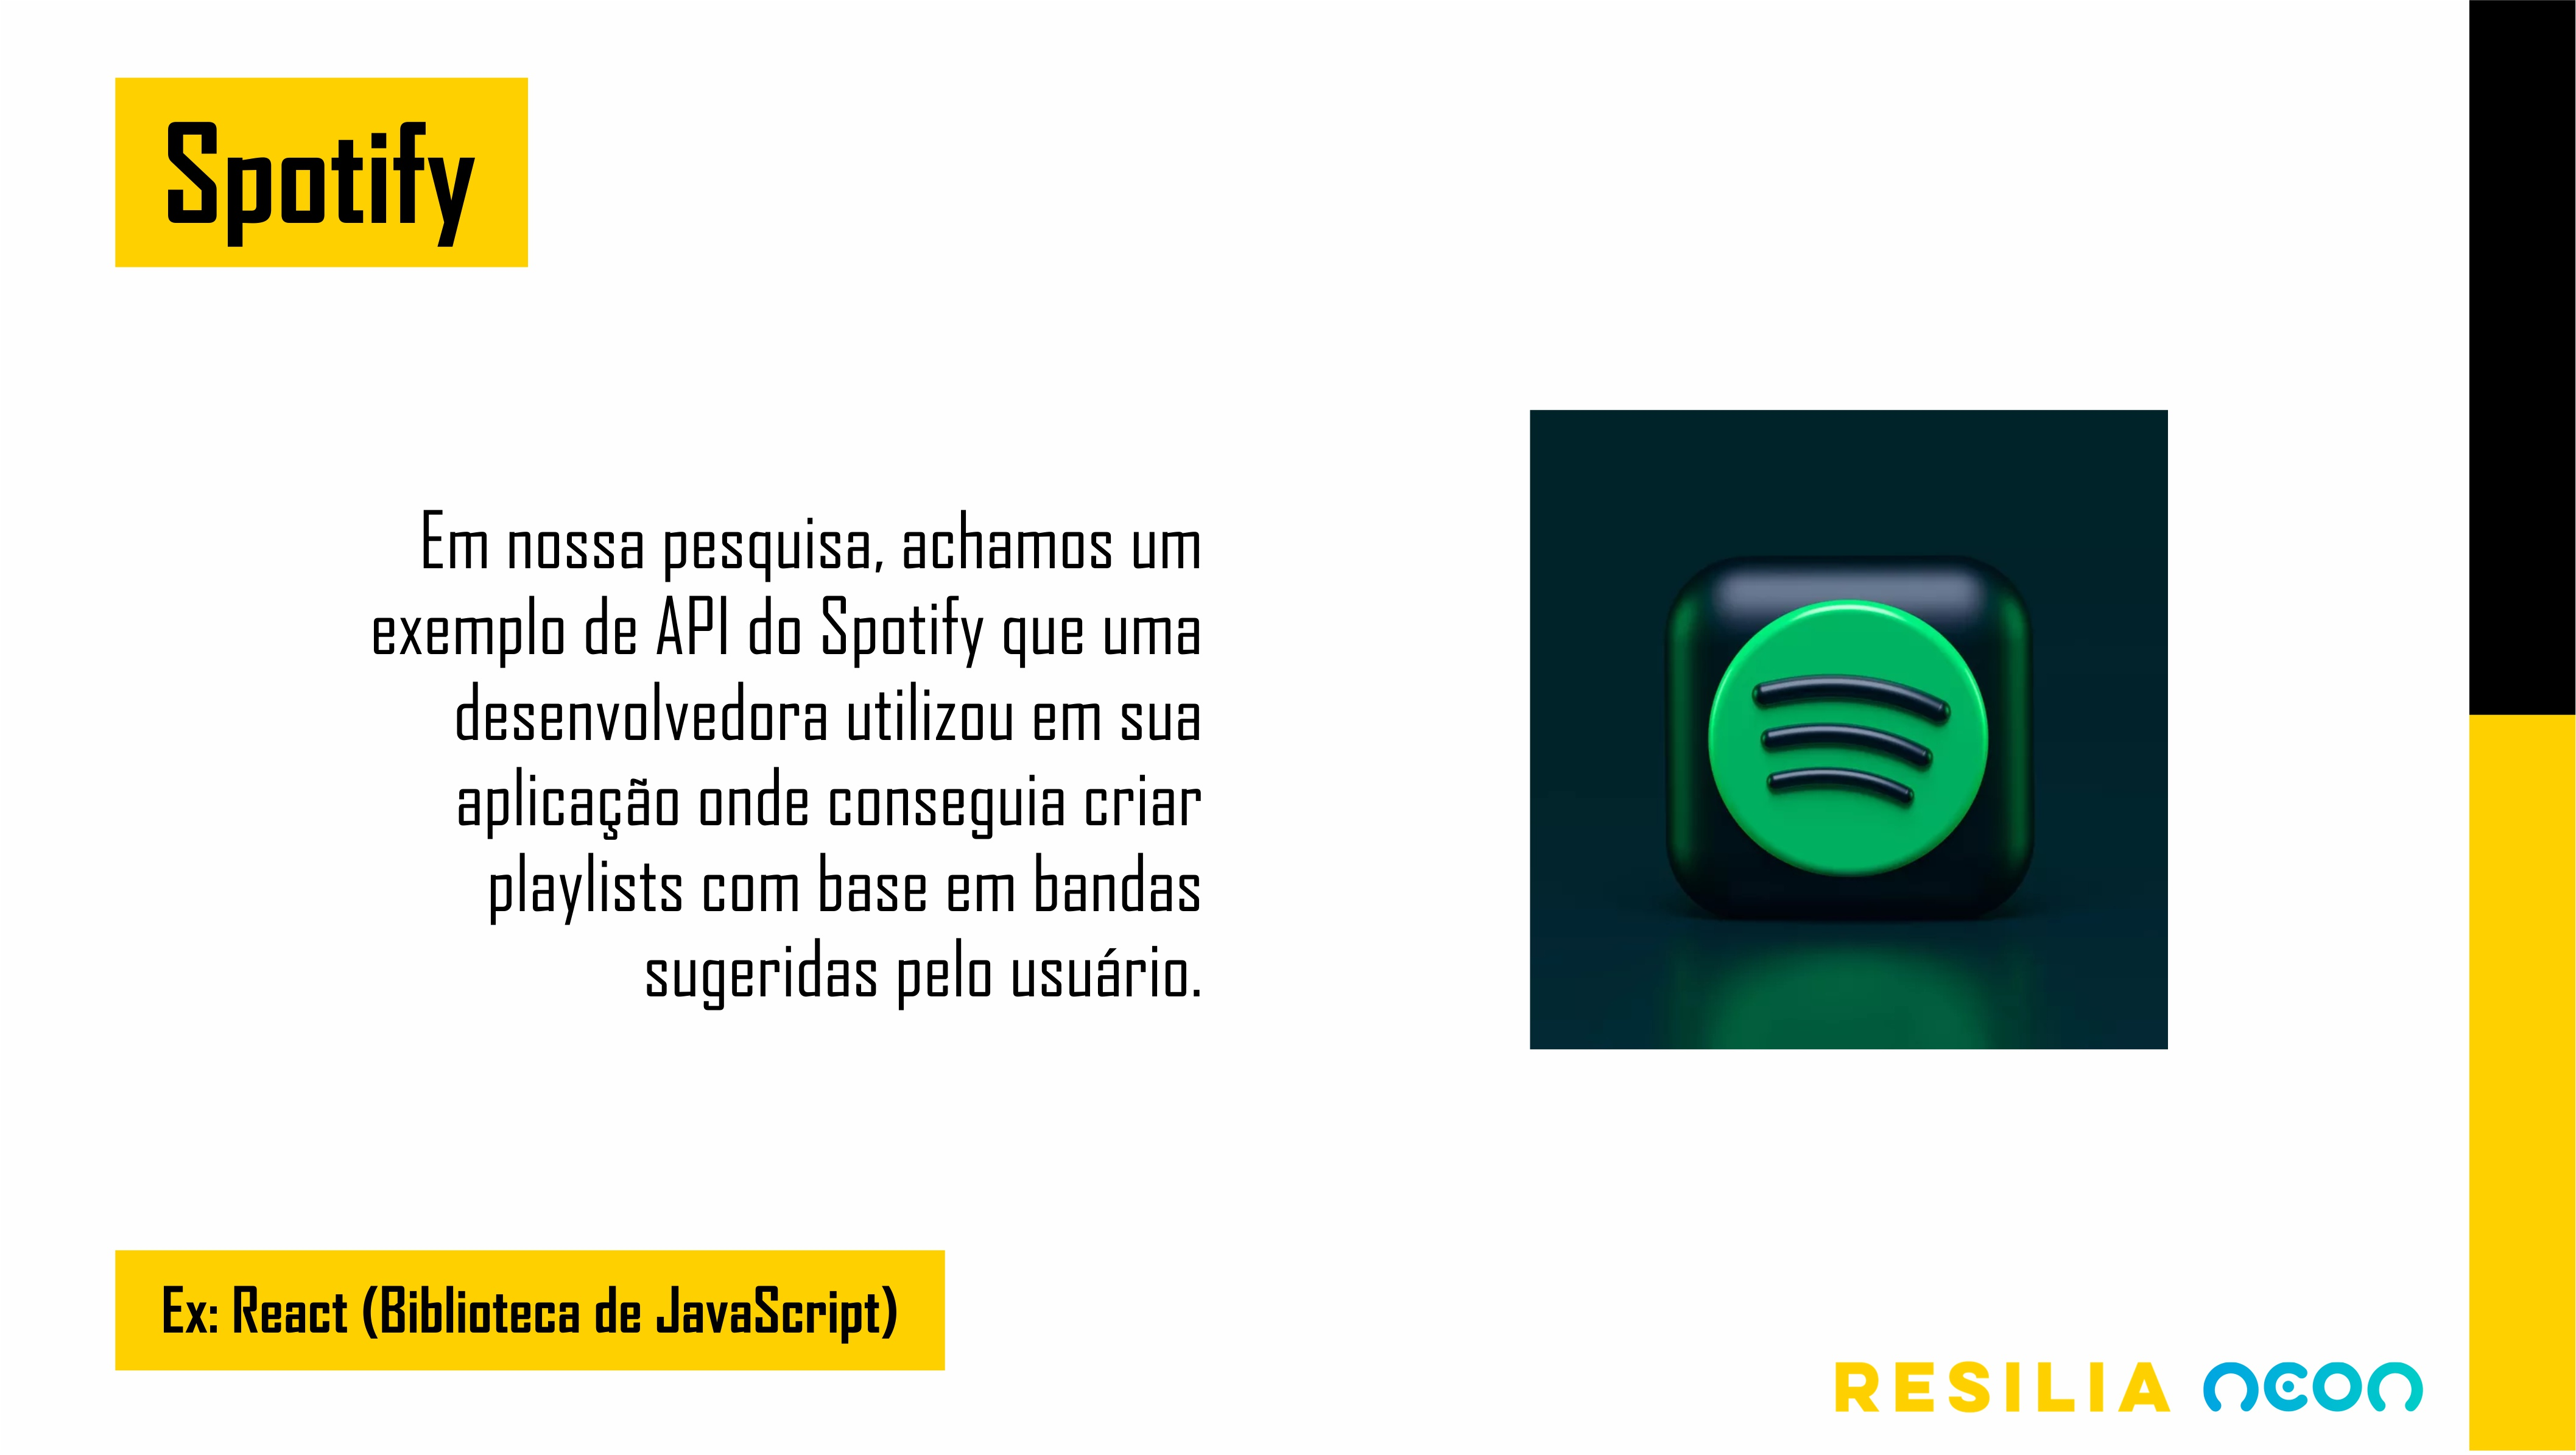 Spotify
Em nossa pesquisa, achamos um
exemplo de API do Spotify que uma
desenvolvedora utilizou em sua
aplicação onde conseguia criar
playlists com base em bandas
sugeridas pelo usuário.
Ex: React (Biblioteca de JavaScript)
RESILIA neon